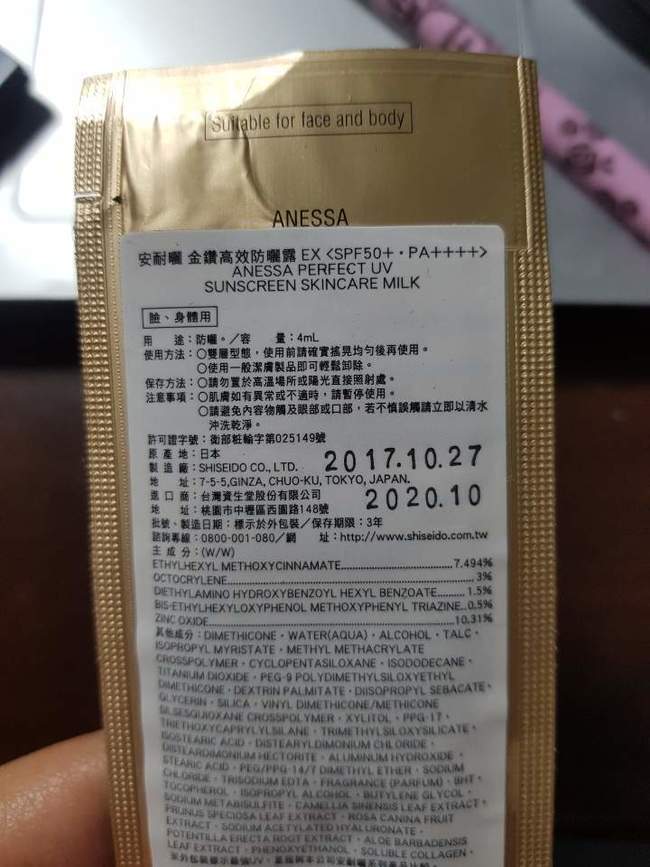 Suitable for face and body
ANESSA
安耐曬 金鑽高效防曬露 EX <SPF50+・PA++++>
ANESSA PERFECT UV
SUNSCREEN SKINCARE MILK
臉、身體用
用 途：防曬。／容 量：4mL
使用方法：○雙層型態，使用前請確實搖晃均勻後再使用。
○使用一般潔膚製品即可輕鬆卸除。
保存方法：○請勿置於高溫場所或陽光直接照射處。
注意事項：○肌膚如有異常或不適時，請暫停使用。
○請避免內容物觸及眼部或口部，若不慎誤觸請立即以清水
沖洗乾淨。
許可證字號：衛部粧輸字第025149號
原 產 地：日本
製 造 廠：SHISEIDO CO., LTD. 2017.10.27
地 址：7-5-5,GINZA, CHUO-KU, TOKYO, JAPAN.
進 口 商：台灣資生堂股份有限公司 2020.10
地 址：桃園市中壢區西園路148號
批號、製造日期：標示於外包裝／保存期限：3年
諮詢專線：0800-001-080／網 址：http://www.shiseido.com.tw
主 成 分：(W/W)
ETHYLHEXYL METHOXYCINNAMATE........7.494%
OCTOCRYLENE........3%
DIETHYLAMINO HYDROXYBENZOYL HEXYL BENZOATE........1.5%
BIS-ETHYLHEXYLOXYPHENOL METHOXYPHENYL TRIAZINE..0.5%
ZINC OXIDE........10.31%
其他成分：DIMETHICONE・WATER(AQUA)・ALCOHOL・TALC・
ISOPROPYL MYRISTATE・METHYL METHACRYLATE
CROSSPOLYMER・CYCLOPENTASILOXANE・ISODODECANE・
TITANIUM DIOXIDE・PEG-9 POLYDIMETHYLSILOXYETHYL
DIMETHICONE・DEXTRIN PALMITATE・DIISOPROPYL SEBACATE・
GLYCERIN・SILICA・VINYL DIMETHICONE/METHICONE
SILSESQUIOXANE CROSSPOLYMER・XYLITOL・PPG-17・
TRIETHOXYCAPRYLYLSILANE・TRIMETHYLSILOXYSILICATE・
ISOSTEARIC ACID・DISTEARYLDIMONIUM CHLORIDE・
DISTEARDIMONIUM HECTORITE・ALUMINUM HYDROXIDE・
STEARIC ACID・PEG/PPG-14/7 DIMETHYL ETHER・SODIUM
CHLORIDE・TRISODIUM EDTA・FRAGRANCE (PARFUM)・BHT・
TOCOPHEROL・ISOPROPYL ALCOHOL・BUTYLENE GLYCOL・
SODIUM METABISULFITE・CAMELLIA SINENSIS LEAF EXTRACT・
PRUNUS SPECIOSA LEAF EXTRACT・ROSA CANINA FRUIT
EXTRACT・SODIUM ACETYLATED HYALURONATE・
POTENTILLA ERECTA ROOT EXTRACT・ALOE BARBADENSIS
LEAF EXTRACT・PHENOXYETHANOL・SOLUBLE COLLAGEN・